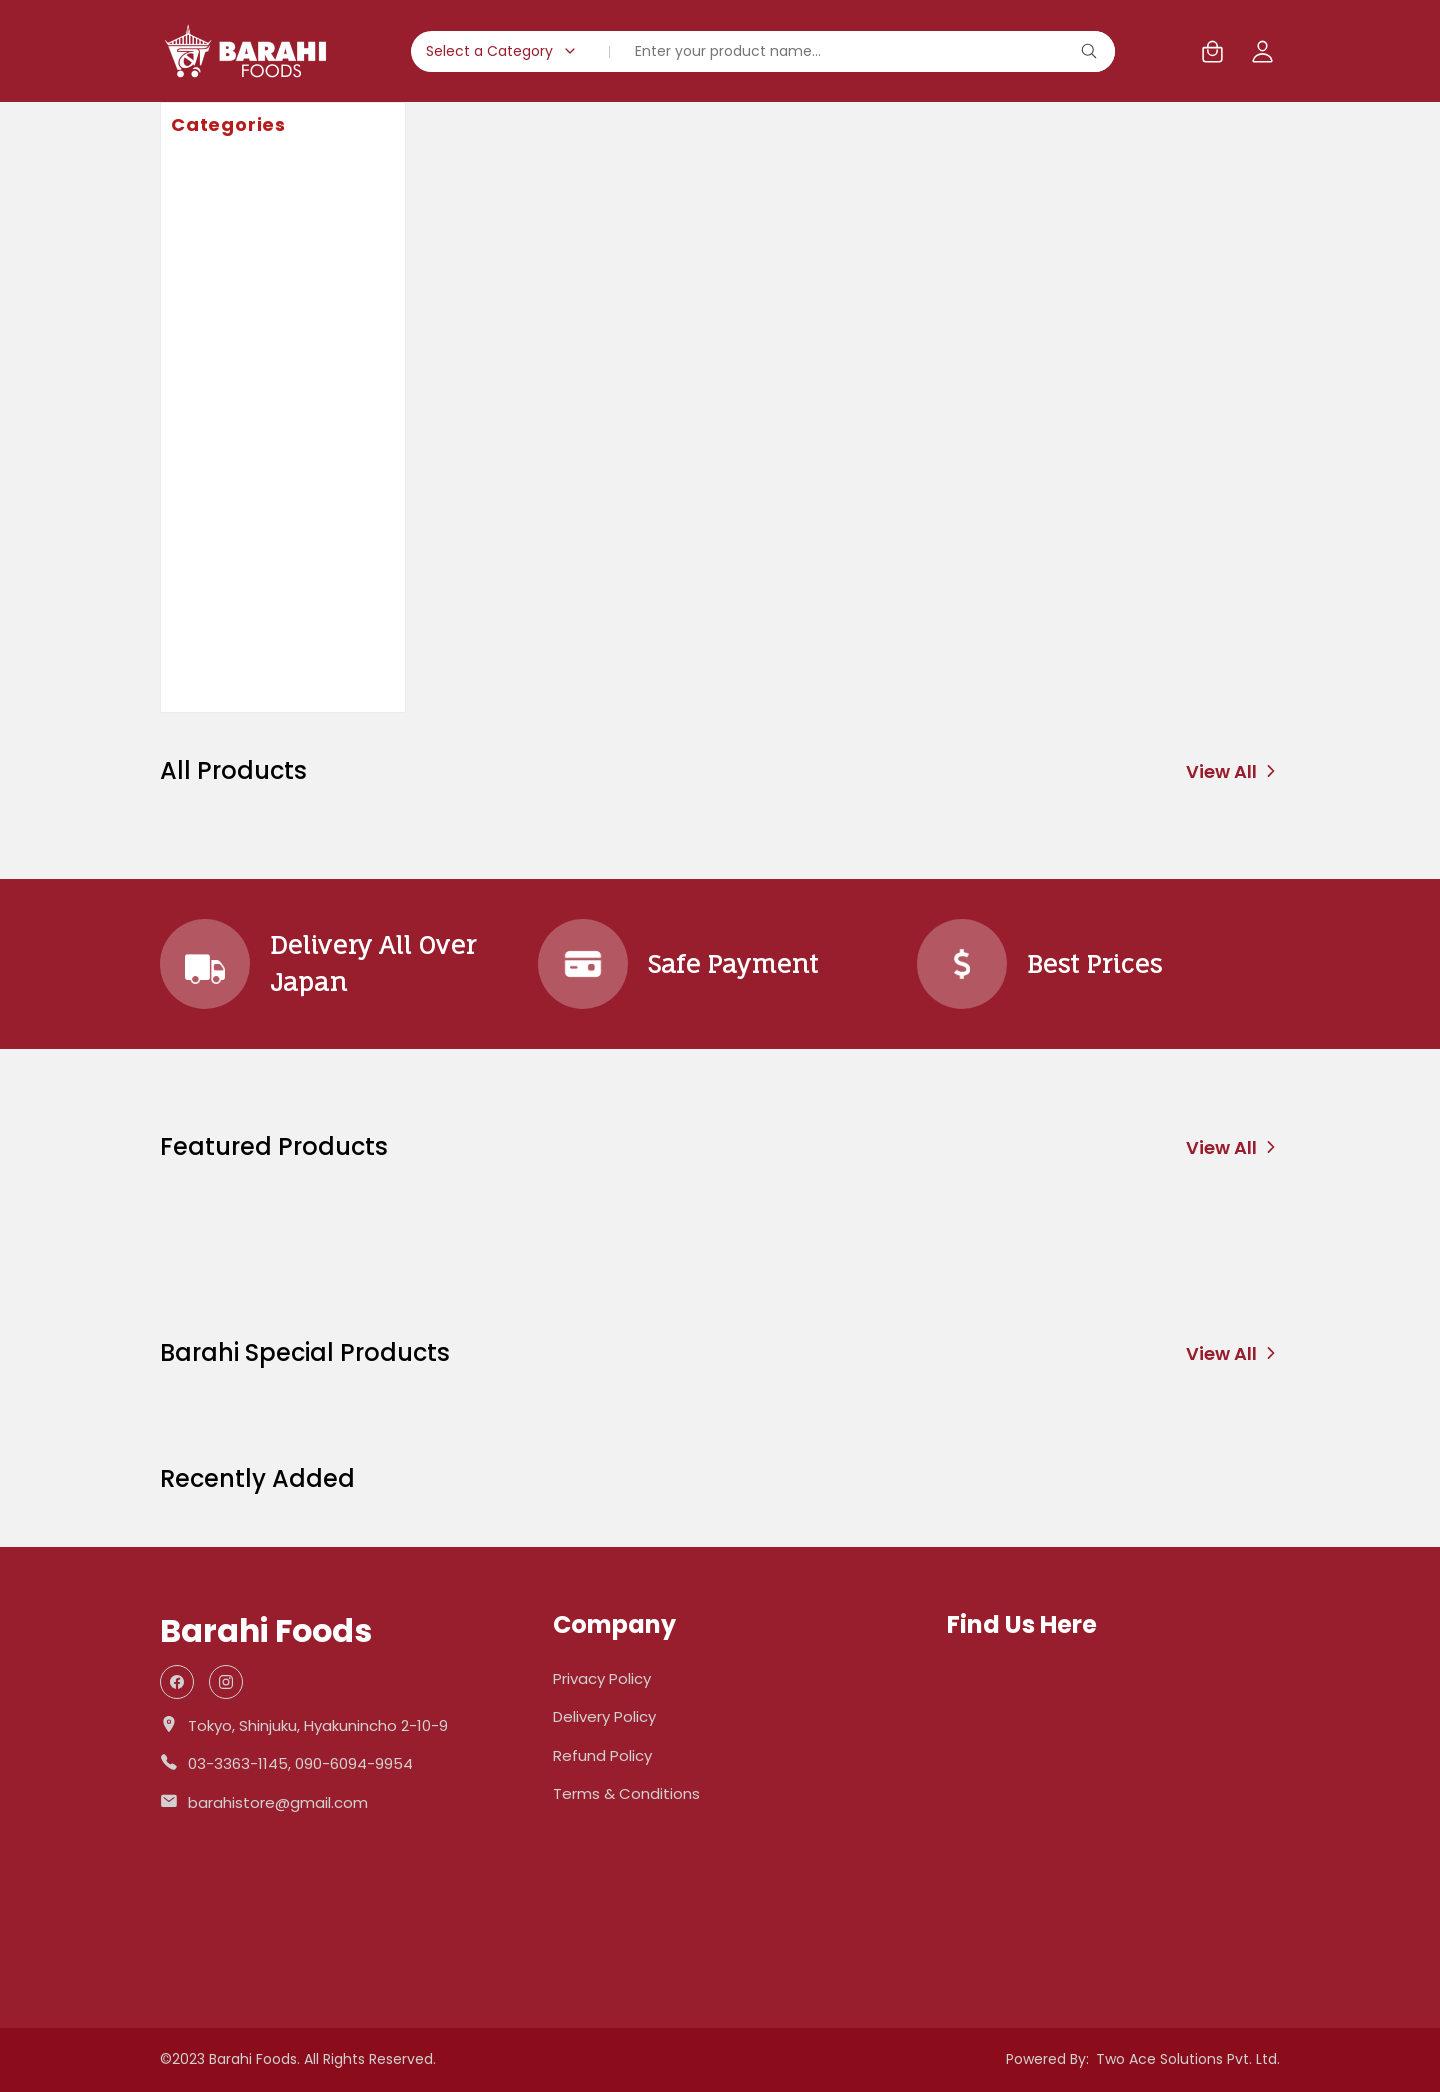 BARAHI
FOODS
Select a Category
Enter your product name...
Categories
All Products
View All
Delivery All Over
Japan
Safe Payment
$
Best Prices
Featured Products
View All
Barahi Special Products
View All
Recently Added
Barahi Foods
Tokyo, Shinjuku, Hyakunincho 2-10-9
03-3363-1145, 090-6094-9954
barahistore@gmail.com
Company
Privacy Policy
Delivery Policy
Refund Policy
Terms & Conditions
Find Us Here
©2023 Barahi Foods. All Rights Reserved.
Powered By: Two Ace Solutions Pvt. Ltd.